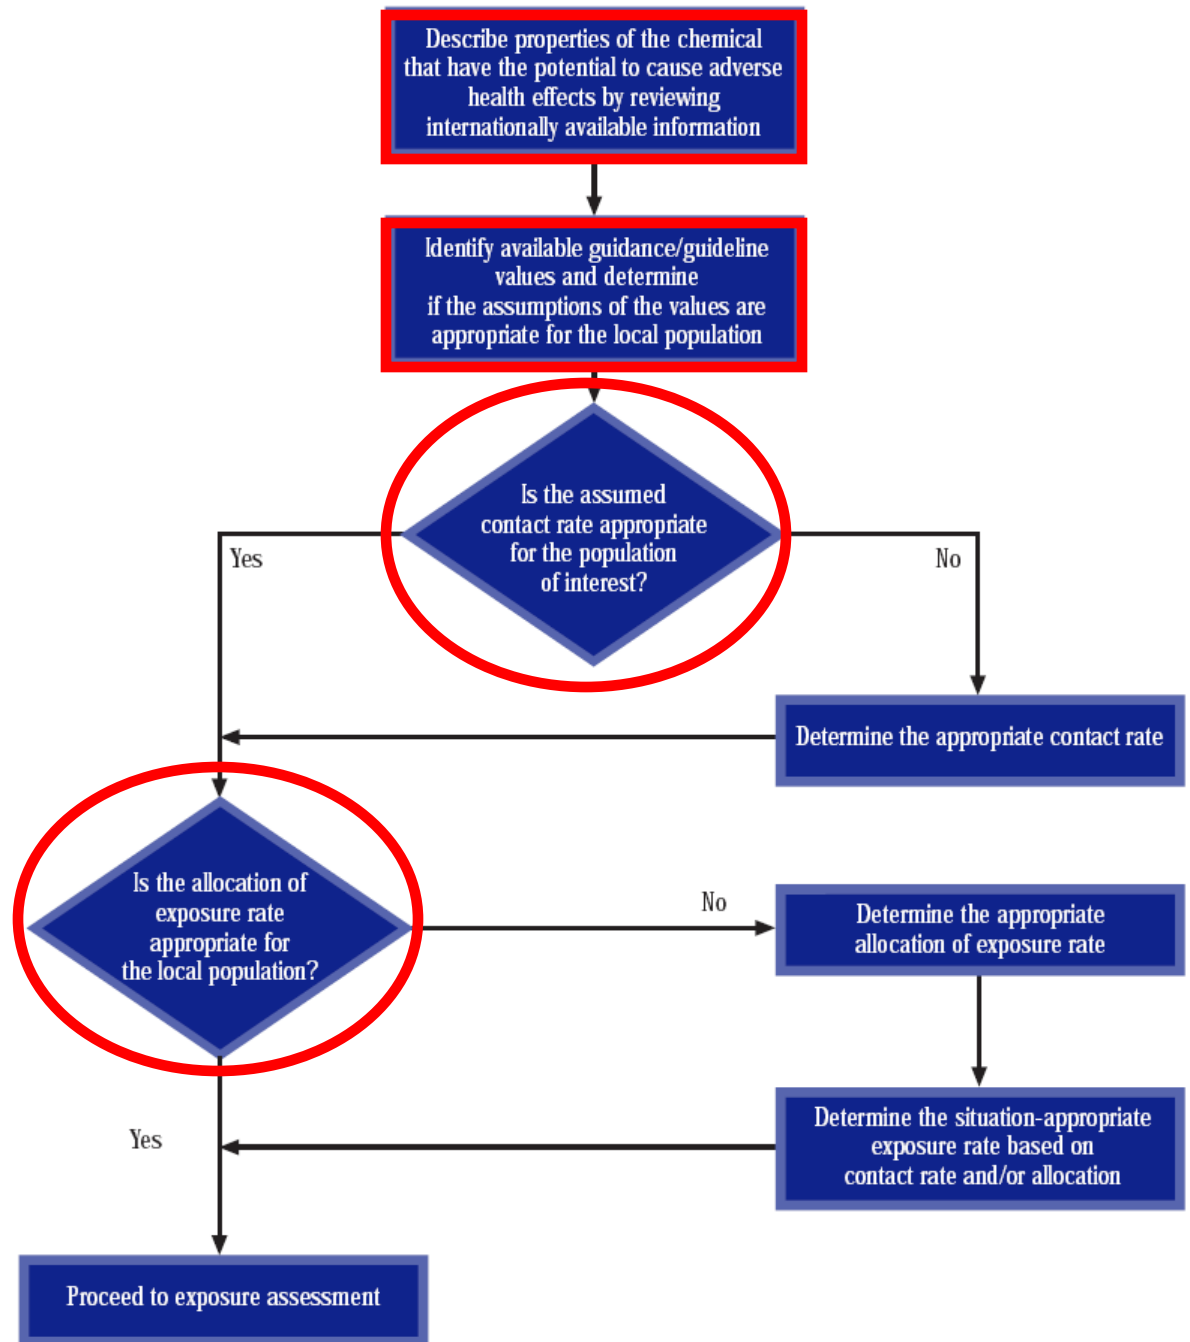 Describe properties of the chemical
that have the potential to cause adverse
health effects by reviewing
internationally available information
Identify available guidance/guideline
values and determine
if the assumptions of the values are
appropriate for the local population
Is the assumed
contact rate appropriate
for the population
of interest?
Yes
No
Determine the appropriate contact rate
Is the allocation of
exposure rate
appropriate for
the local population?
No
Determine the appropriate
allocation of exposure rate
Determine the situation-appropriate
exposure rate based on
contact rate and/or allocation
Yes
Proceed to exposure assessment